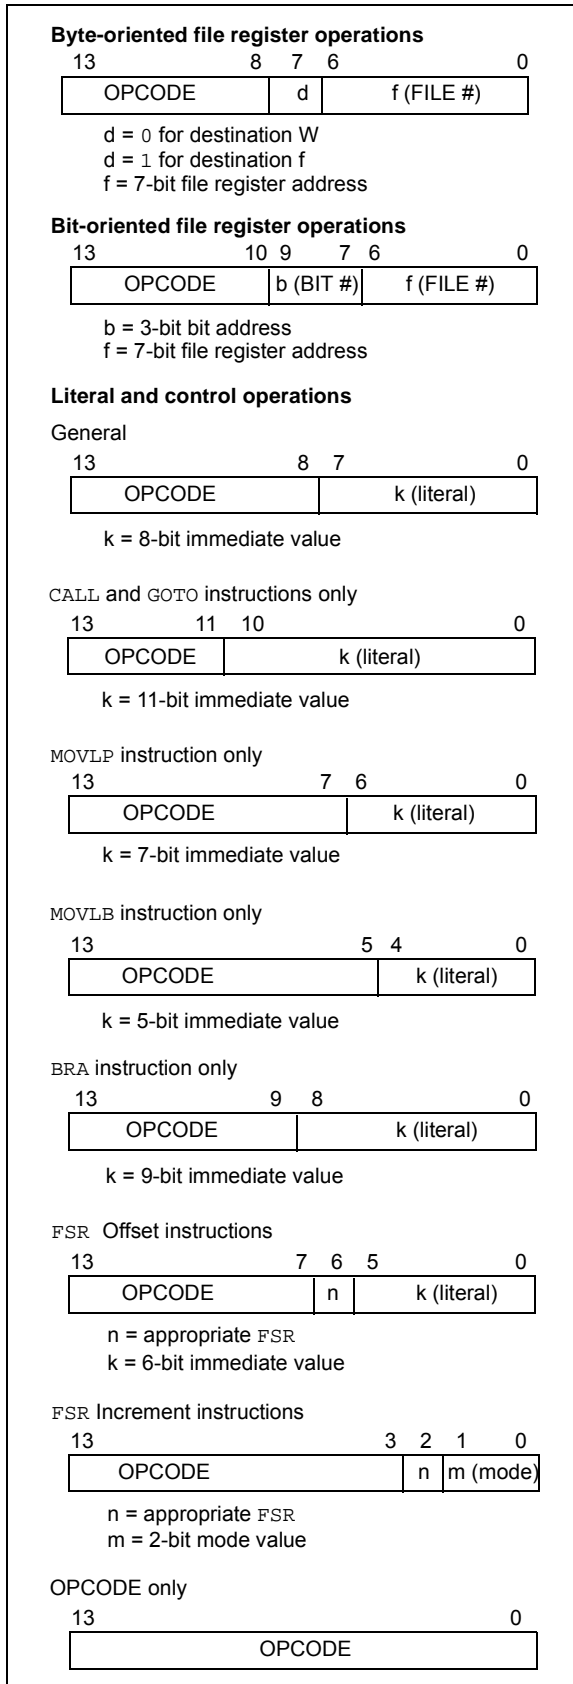 Byte-oriented file register operations
13 8 7 6 0
OPCODE d f (FILE #)
d = 0 for destination W
d = 1 for destination f
f = 7-bit file register address
Bit-oriented file register operations
13 10 9 7 6 0
OPCODE b (BIT #) f (FILE #)
b = 3-bit bit address
f = 7-bit file register address
Literal and control operations
General
13 8 7 0
OPCODE k (literal)
k = 8-bit immediate value
CALL and GOTO instructions only
13 11 10 0
OPCODE k (literal)
k = 11-bit immediate value
MOVLP instruction only
13 7 6 0
OPCODE k (literal)
k = 7-bit immediate value
MOVLB instruction only
13 5 4 0
OPCODE k (literal)
k = 5-bit immediate value
BRA instruction only
13 9 8 0
OPCODE k (literal)
k = 9-bit immediate value
FSR Offset instructions
13 7 6 5 0
OPCODE n k (literal)
n = appropriate FSR
k = 6-bit immediate value
FSR Increment instructions
13 3 2 1 0
OPCODE n m (mode)
n = appropriate FSR
m = 2-bit mode value
OPCODE only
13 0
OPCODE